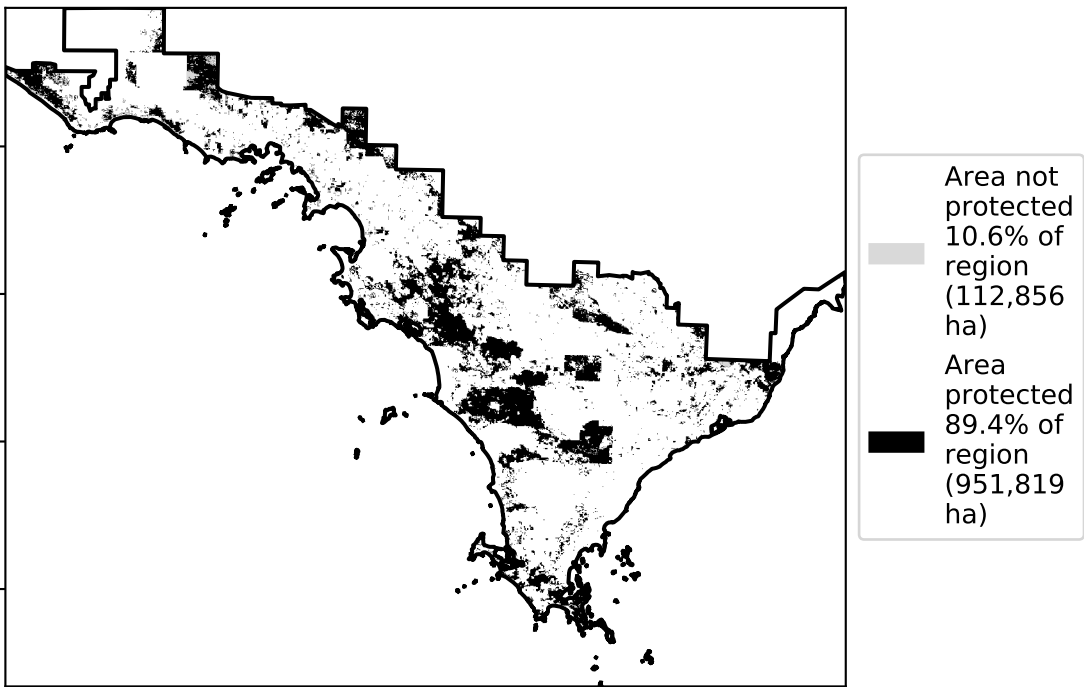 Area not
protected
10.6% of
region
(112,856
ha)
Area
protected
89.4% of
region
(951,819
ha)